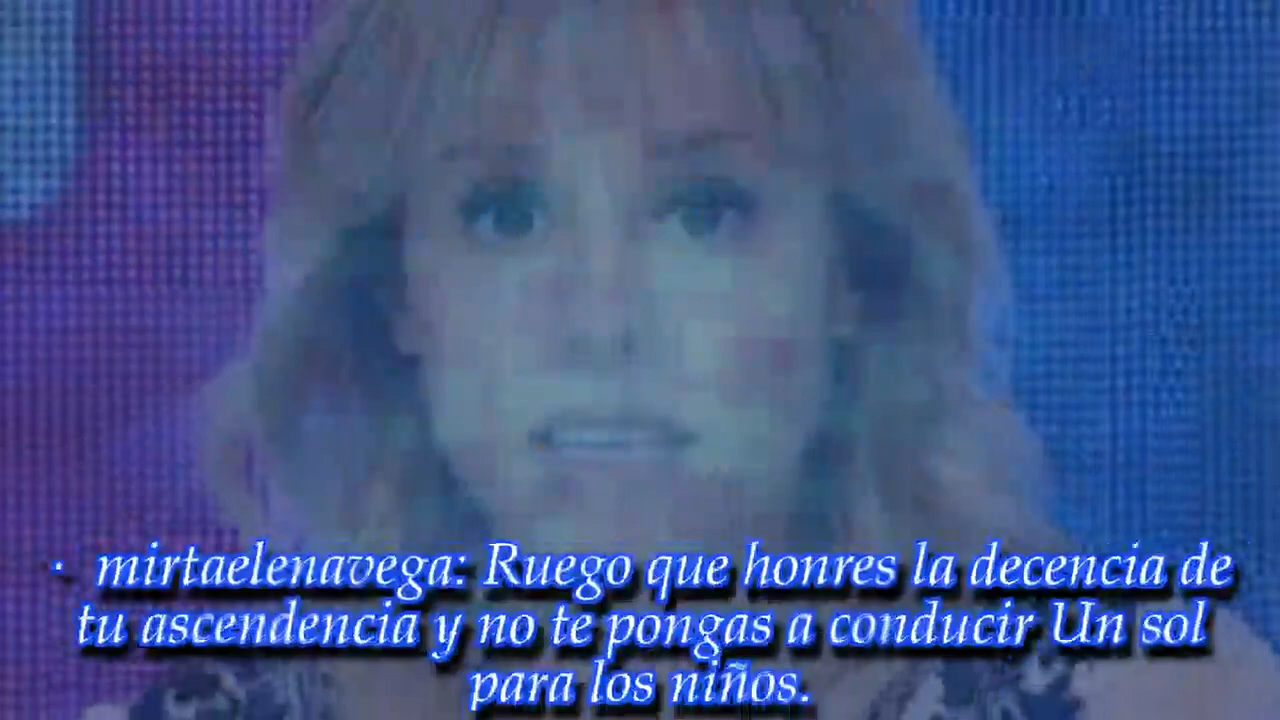 · mirtaelenavega: Ruego que honres la decencia de
tu ascendencia y no te pongas a conducir Un sol
para los niños.